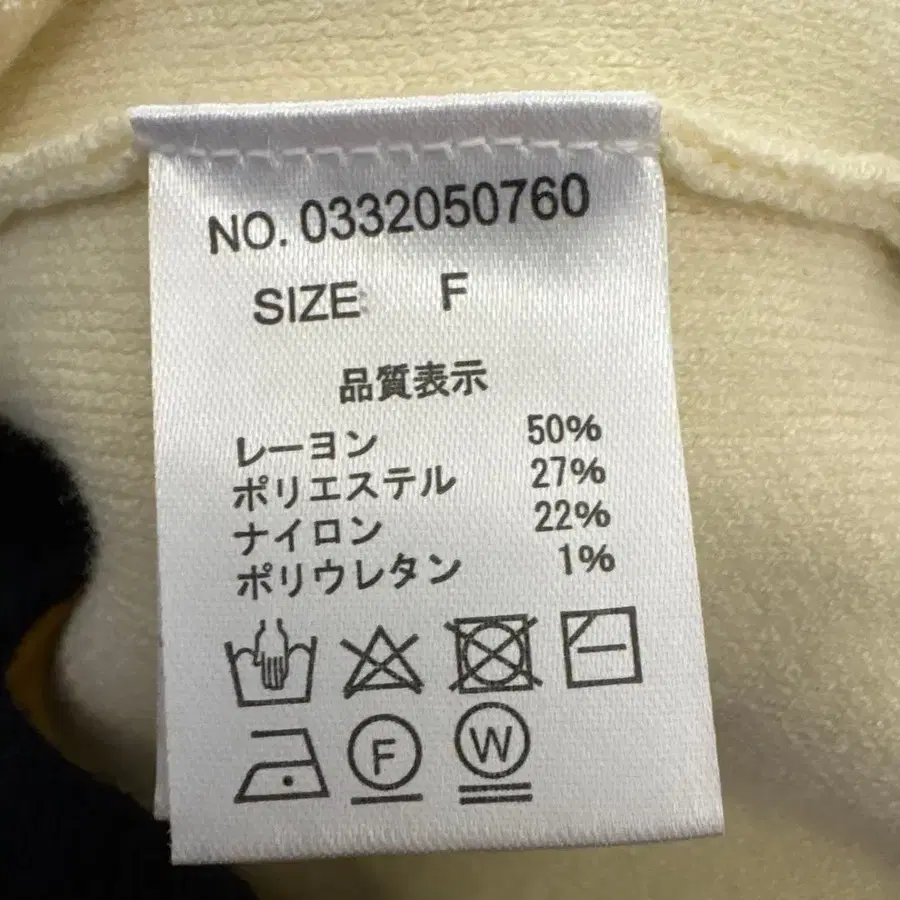 NO. 0332050760
SIZE F
品質表示
レーヨン 50%
ポリエステル 27%
ナイロン 22%
ポリウレタン 1%
F W